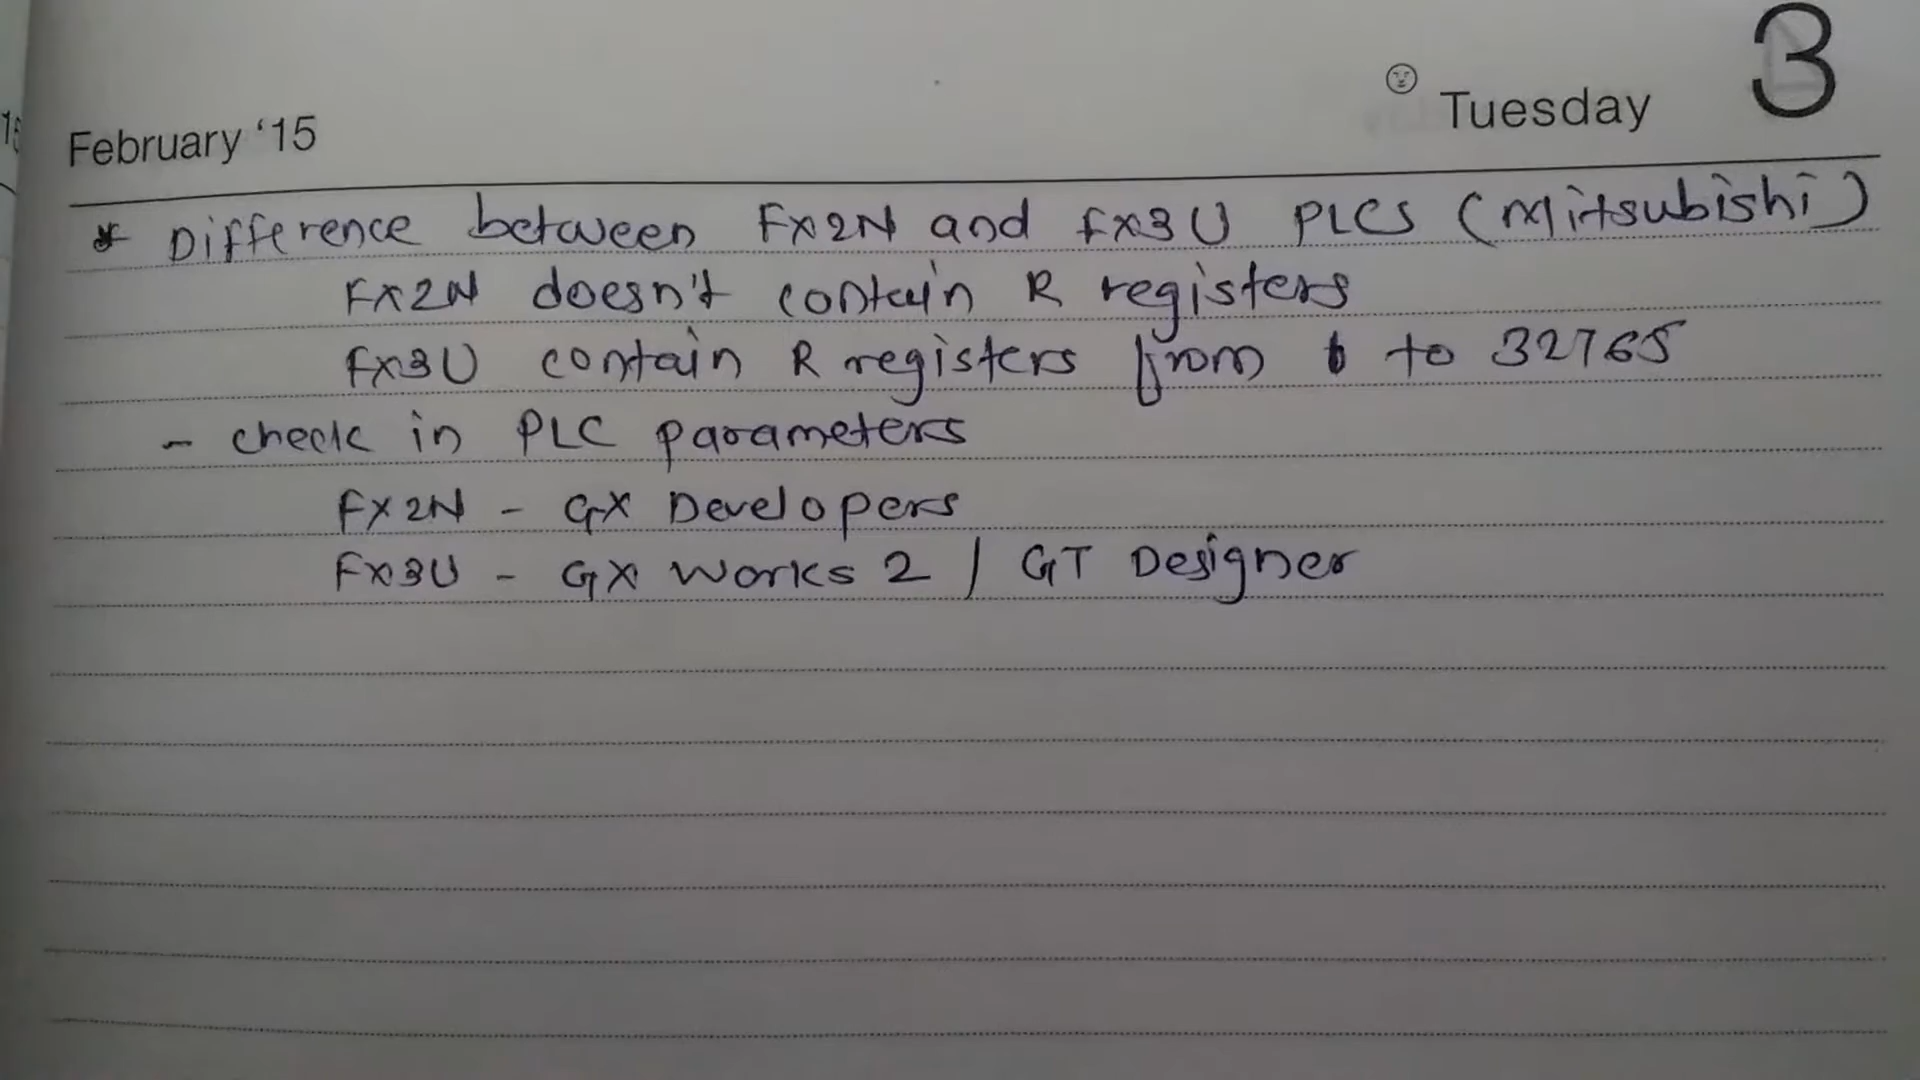 3
Tuesday
February '15
* Difference between FX2N and FX3U PLCS (Mitsubishi)
FX2N doesn't contain R registers
FX3U contain R registers from to 32765
- check in PLC parameters
FX2N - GX Developers
FX3U - GX Works 2 / GT Designer